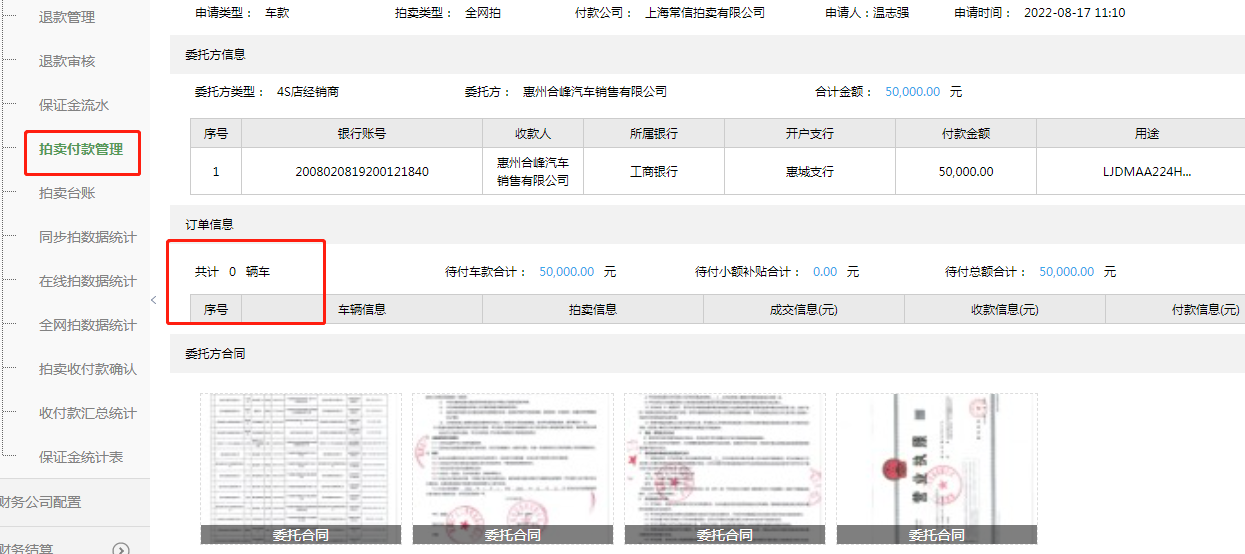 退款管理
退款审核
保证金流水
拍卖付款管理
拍卖台账
同步拍数据统计
在线拍数据统计
全网拍数据统计
拍卖收付款确认
收付款汇总统计
保证金统计表
财务公司配置
财务结算
申请类型： 车款 拍卖类型： 全网拍 付款公司： 上海常信拍卖有限公司 申请人：温志强 申请时间： 2022-08-17 11:10
委托方信息
委托方类型： 4S店经销商 委托方： 惠州合峰汽车销售有限公司 合计金额： 50,000.00 元
序号 银行账号 收款人 所属银行 开户支行 付款金额 用途
1 2008020819200121840 惠州合峰汽车销售有限公司 工商银行 惠城支行 50,000.00 LJDMAA224H...
订单信息
共计 0 辆车 待付车款合计： 50,000.00 元 待付小额补贴合计： 0.00 元 待付总额合计： 50,000.00 元
序号 车辆信息 拍卖信息 成交信息(元) 收款信息(元) 付款信息(元)
委托方合同
营业执照
委托合同 委托合同 委托合同 委托合同